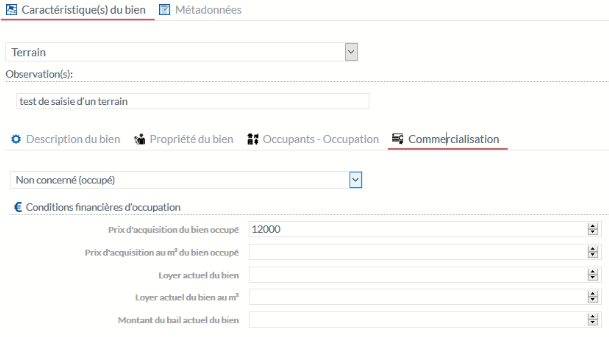 Caractéristique(s) du bien Métadonnées
Terrain
Observation(s):
test de saisie d'un terrain
Description du bien Propriété du bien Occupants - Occupation Commercialisation
Non concerné (occupé)
€ Conditions financières d'occupation
Prix d'acquisition du bien occupé 12000
Prix d'acquisition au m² du bien occupé
Loyer actuel du bien
Loyer actuel du bien au m²
Montant du bail actuel du bien